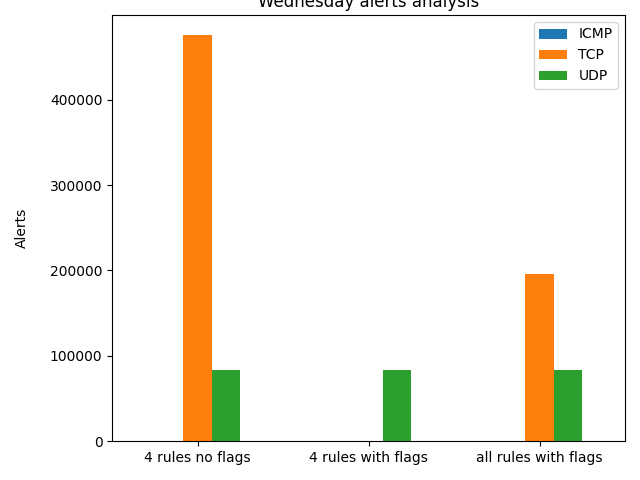 Wednesday alerts analysis
ICMP
TCP
UDP
400000
300000
200000
100000
0
Alerts
4 rules no flags
4 rules with flags
all rules with flags